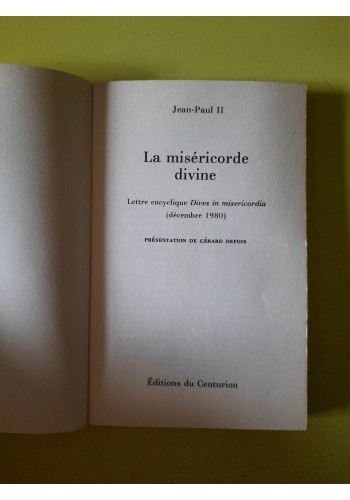 Jean-Paul II
La miséricorde
divine
Lettre encyclique Dives in misericordia
(décembre 1980)
PRÉSENTATION DE GÉRARD DEFOIS
Éditions du Centurion